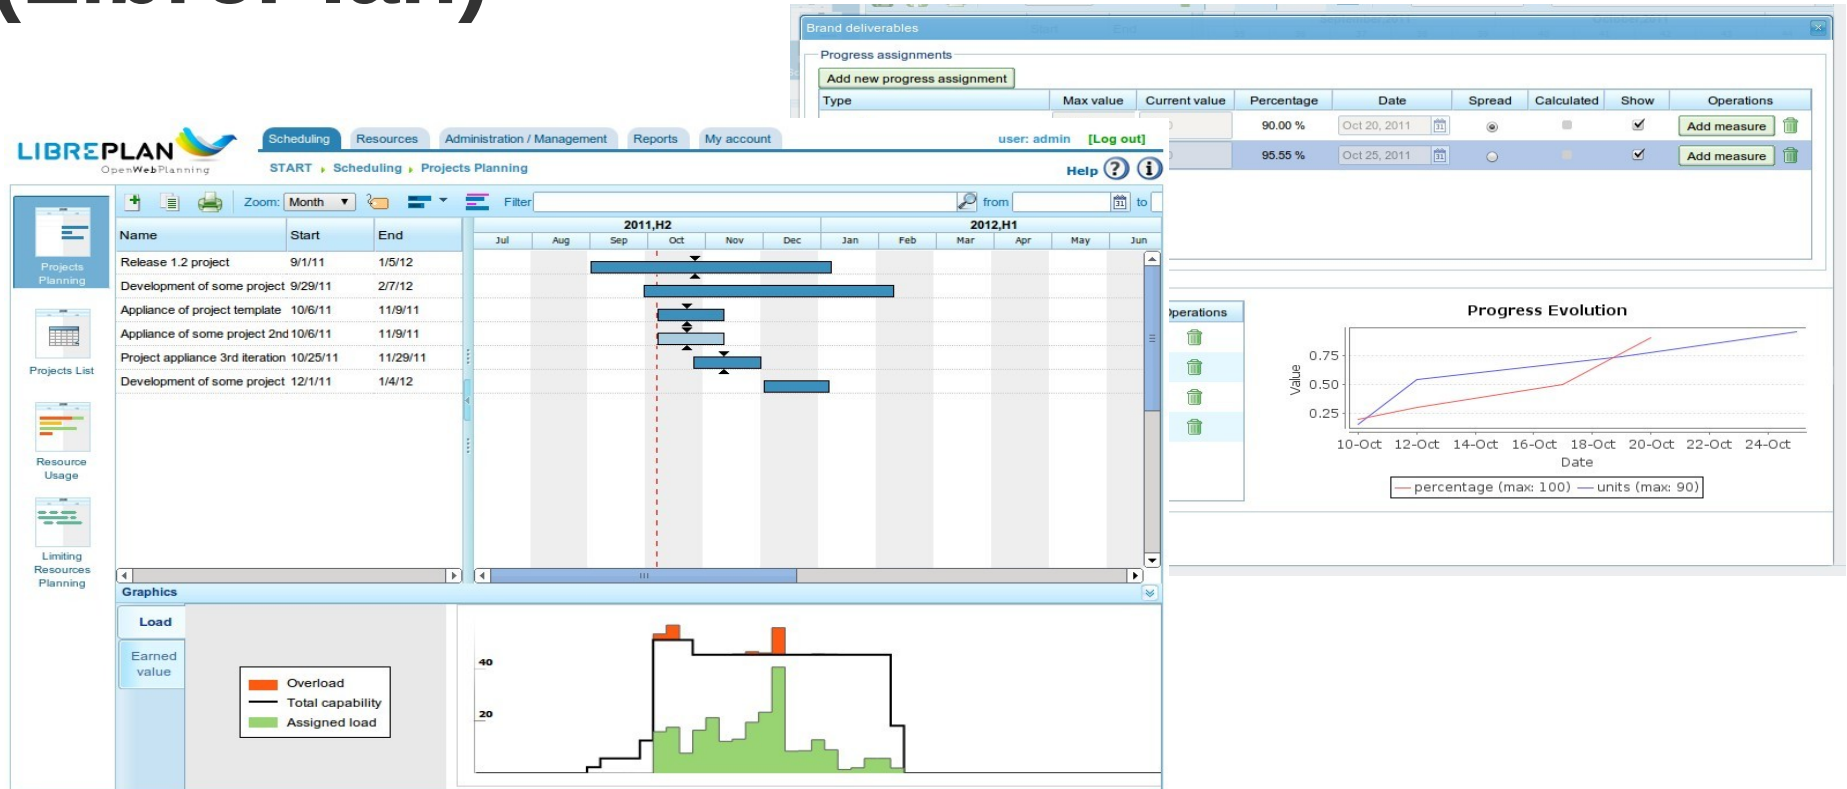 (LibrePlan)
Brand deliverables
Progress assignments
Add new progress assignment
Type Max value Current value Percentage Date Spread Calculated Show Operations
90.00 % Oct 20, 2011 Add measure
95.55 % Oct 25, 2011 Add measure
LIBREPLAN
OpenWebPlanning
Scheduling Resources Administration / Management Reports My account
user: admin [Log out]
START Scheduling Projects Planning
Help
Zoom: Month Filter from to
Name Start End
2011,H2 2012,H1
Jul Aug Sep Oct Nov Dec Jan Feb Mar Apr May Jun
Release 1.2 project 9/1/11 1/5/12
Development of some project 9/29/11 2/7/12
Appliance of project template 10/6/11 11/9/11
Appliance of some project 2nd 10/6/11 11/9/11
Project appliance 3rd iteration 10/25/11 11/29/11
Development of some project 12/1/11 1/4/12
Projects
Planning
Projects List
Resource
Usage
Limiting
Resources
Planning
Graphics
Load
Earned
value
Overload
Total capability
Assigned load
40
20
Operations
Progress Evolution
Value
0.75
0.50
0.25
10-Oct 12-Oct 14-Oct 16-Oct 18-Oct 20-Oct 22-Oct 24-Oct
Date
percentage (max: 100) units (max: 90)